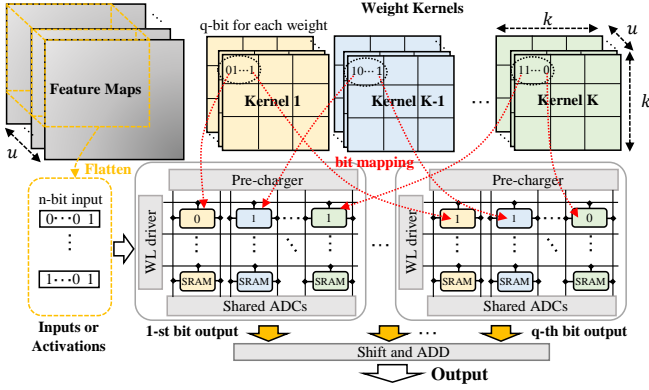 q-bit for each weight
Weight Kernels
k
u
01···1
10··· 1
11··· 0
k
Feature Maps
Kernel 1
Kernel K-1
...
Kernel K
u
Flatten
bit mapping
n-bit input
0···0 1
1···0 1
Inputs or
Activations
Pre-charger
WL driver
0
1
1
SRAM
SRAM
SRAM
Shared ADCs
...
Pre-charger
WL driver
1
1
0
SRAM
SRAM
SRAM
Shared ADCs
1-st bit output
...
q-th bit output
Shift and ADD
Output